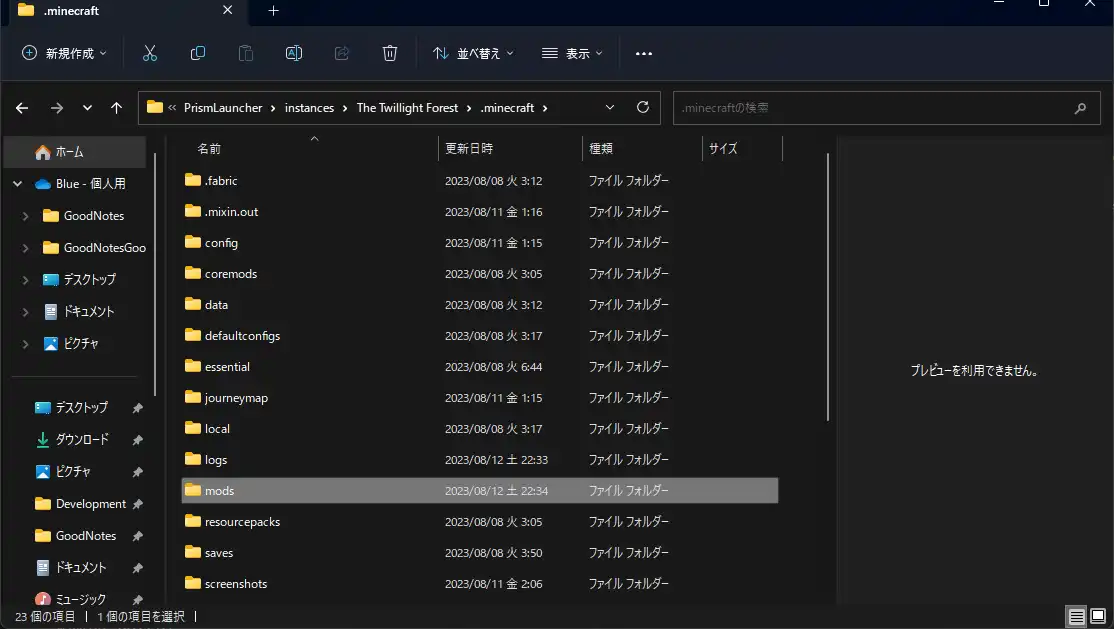 .minecraft
新規作成
並べ替え
表示
« PrismLauncher > instances > The Twillight Forest > .minecraft >
.minecraftの検索
ホーム
Blue - 個人用
GoodNotes
GoodNotesGoo
デスクトップ
ドキュメント
ピクチャ
デスクトップ
ダウンロード
ピクチャ
Development
GoodNotes
ドキュメント
ミュージック
名前 更新日時 種類 サイズ
.fabric 2023/08/08 火 3:12 ファイル フォルダー
.mixin.out 2023/08/11 金 1:16 ファイル フォルダー
config 2023/08/11 金 1:15 ファイル フォルダー
coremods 2023/08/08 火 3:05 ファイル フォルダー
data 2023/08/08 火 3:12 ファイル フォルダー
defaultconfigs 2023/08/08 火 3:17 ファイル フォルダー
essential 2023/08/08 火 6:44 ファイル フォルダー
journeymap 2023/08/11 金 1:15 ファイル フォルダー
local 2023/08/08 火 3:17 ファイル フォルダー
logs 2023/08/12 土 22:33 ファイル フォルダー
mods 2023/08/12 土 22:34 ファイル フォルダー
resourcepacks 2023/08/08 火 3:05 ファイル フォルダー
saves 2023/08/08 火 3:50 ファイル フォルダー
screenshots 2023/08/11 金 2:06 ファイル フォルダー
プレビューを利用できません。
23 個の項目 | 1 個の項目を選択 |